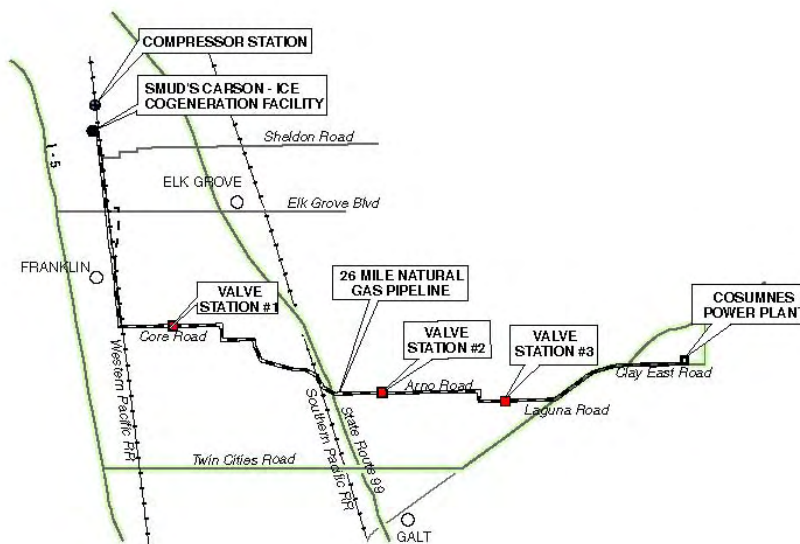 COMPRESSOR STATION
SMUD'S CARSON - ICE
COGENERATION FACILITY
Sheldon Road
I-5
ELK GROVE
Elk Grove Blvd
FRANKLIN
26 MILE NATURAL
GAS PIPELINE
VALVE
STATION #1
COSUMNES
POWER PLANT
VALVE
STATION #2
VALVE
STATION #3
Core Road
Clay East Road
Arno Road
Laguna Road
Western Pacific RR
Southern Pacific RR
State Route 99
Twin Cities Road
GALT